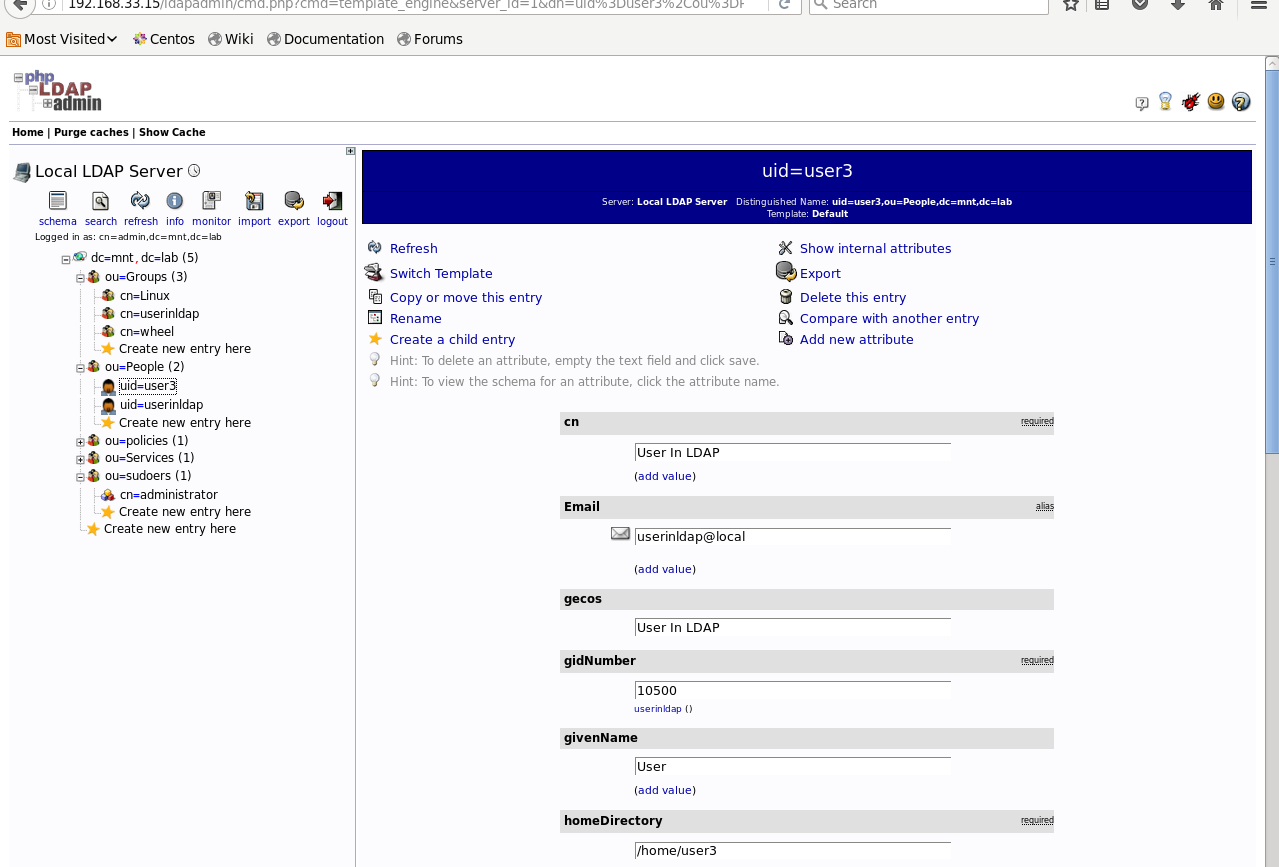 192.168.33.15/ldapadmin/cmd.php?cmd=template_engine&server_id=1&dn=uid%3Duser3%2Cou%3DP
Search
Most Visited
Centos
Wiki
Documentation
Forums
php
LDAP
admin
Home | Purge caches | Show Cache
Local LDAP Server
schema search refresh info monitor import export logout
Logged in as: cn=admin,dc=mnt,dc=lab
dc=mnt,dc=lab (5)
ou=Groups (3)
cn=Linux
cn=userinldap
cn=wheel
Create new entry here
ou=People (2)
uid=user3
uid=userinldap
Create new entry here
ou=policies (1)
ou=Services (1)
ou=sudoers (1)
cn=administrator
Create new entry here
Create new entry here
uid=user3
Server: Local LDAP Server Distinguished Name: uid=user3,ou=People,dc=mnt,dc=lab
Template: Default
Refresh
Show internal attributes
Switch Template
Export
Copy or move this entry
Delete this entry
Rename
Compare with another entry
Create a child entry
Add new attribute
Hint: To delete an attribute, empty the text field and click save.
Hint: To view the schema for an attribute, click the attribute name.
cn required
User In LDAP
(add value)
Email alias
userinldap@local
(add value)
gecos
User In LDAP
gidNumber required
10500
userinldap ()
givenName
User
(add value)
homeDirectory required
/home/user3